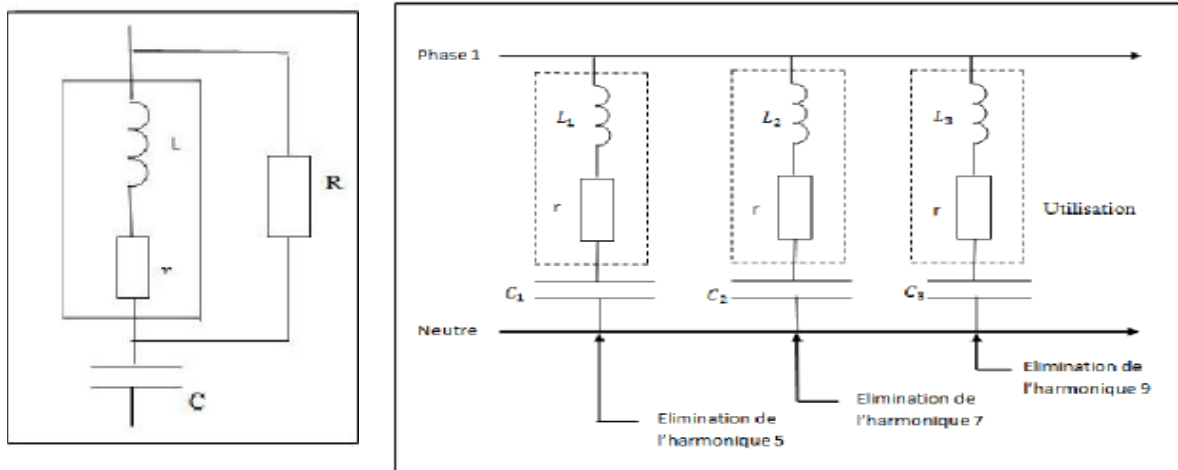 L
R
r
C
Phase 1
L₁
L₂
L₃
r
r
r
Utilisation
C₁
C₂
C₃
Neutre
Elimination de
l'harmonique 9
Elimination de
l'harmonique 7
Elimination de
l'harmonique 5